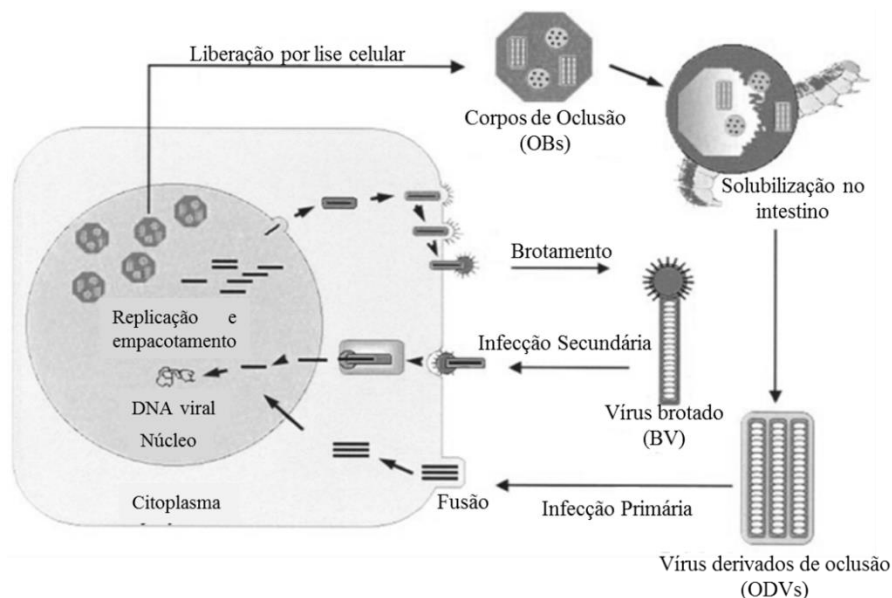 Liberação por lise celular
Corpos de Oclusão
(OBs)
Solubilização no
intestino
Brotamento
Replicação e
empacotamento
Infecção Secundária
DNA viral
Vírus brotado
(BV)
Núcleo
Citoplasma
Fusão
Infecção Primária
Vírus derivados de oclusão
(ODVs)